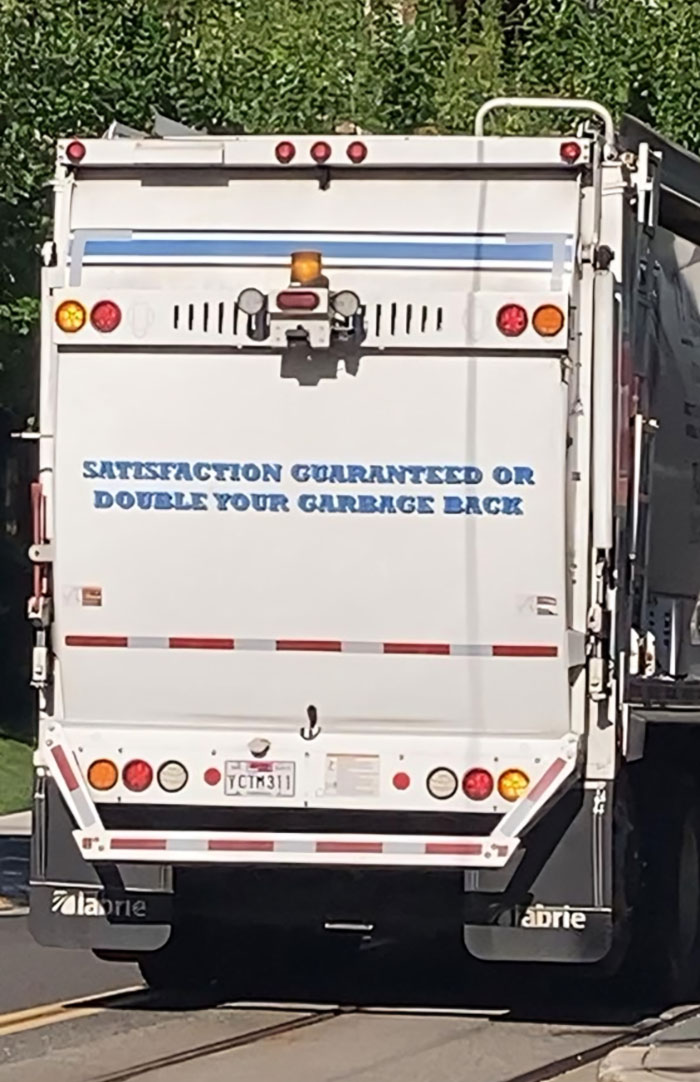 SATISFACTION GUARANTEED OR
DOUBLE YOUR GARBAGE BACK
YCTM311
labrie
labrie